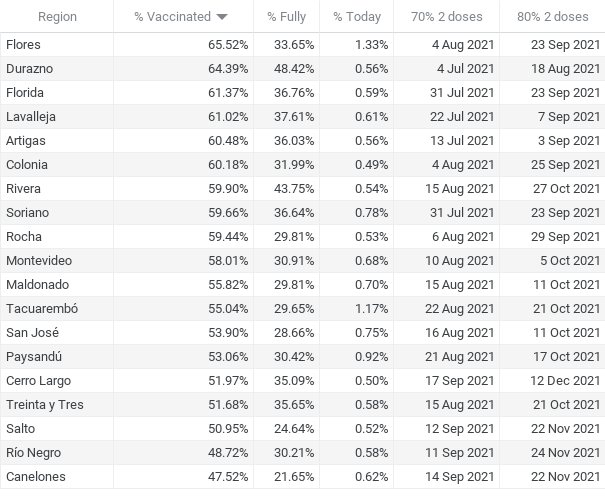 Region % Vaccinated % Fully % Today 70% 2 doses 80% 2 doses
Flores 65.52% 33.65% 1.33% 4 Aug 2021 23 Sep 2021
Durazno 64.39% 48.42% 0.56% 4 Jul 2021 18 Aug 2021
Florida 61.37% 36.76% 0.59% 31 Jul 2021 23 Sep 2021
Lavalleja 61.02% 37.61% 0.61% 22 Jul 2021 7 Sep 2021
Artigas 60.48% 36.03% 0.56% 13 Jul 2021 3 Sep 2021
Colonia 60.18% 31.99% 0.49% 4 Aug 2021 25 Sep 2021
Rivera 59.90% 43.75% 0.54% 15 Aug 2021 27 Oct 2021
Soriano 59.66% 36.64% 0.78% 31 Jul 2021 23 Sep 2021
Rocha 59.44% 29.81% 0.53% 6 Aug 2021 29 Sep 2021
Montevideo 58.01% 30.91% 0.68% 10 Aug 2021 5 Oct 2021
Maldonado 55.82% 29.81% 0.70% 15 Aug 2021 11 Oct 2021
Tacuarembó 55.04% 29.65% 1.17% 22 Aug 2021 21 Oct 2021
San José 53.90% 28.66% 0.75% 16 Aug 2021 11 Oct 2021
Paysandú 53.06% 30.42% 0.92% 21 Aug 2021 17 Oct 2021
Cerro Largo 51.97% 35.09% 0.50% 17 Sep 2021 12 Dec 2021
Treinta y Tres 51.68% 35.65% 0.58% 15 Aug 2021 21 Oct 2021
Salto 50.95% 24.64% 0.52% 12 Sep 2021 22 Nov 2021
Río Negro 48.72% 30.21% 0.58% 11 Sep 2021 24 Nov 2021
Canelones 47.52% 21.65% 0.62% 14 Sep 2021 22 Nov 2021